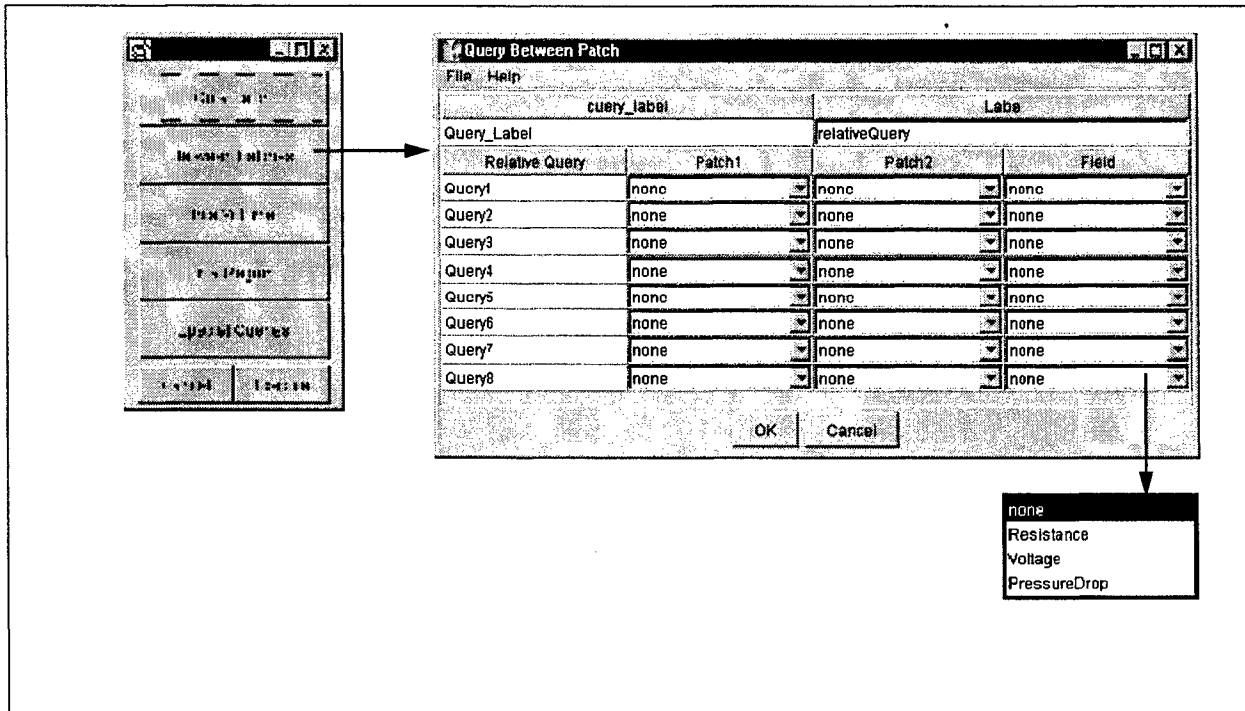 Query Between Patch
File Help
query_label Label
Query_Label relativeQuery
Relative Query Patch1 Patch2 Field
Query1 none none none
Query2 none none none
Query3 none none none
Query4 none none none
Query5 none none none
Query6 none none none
Query7 none none none
Query8 none none none
OK Cancel
none
Resistance
Voltage
PressureDrop